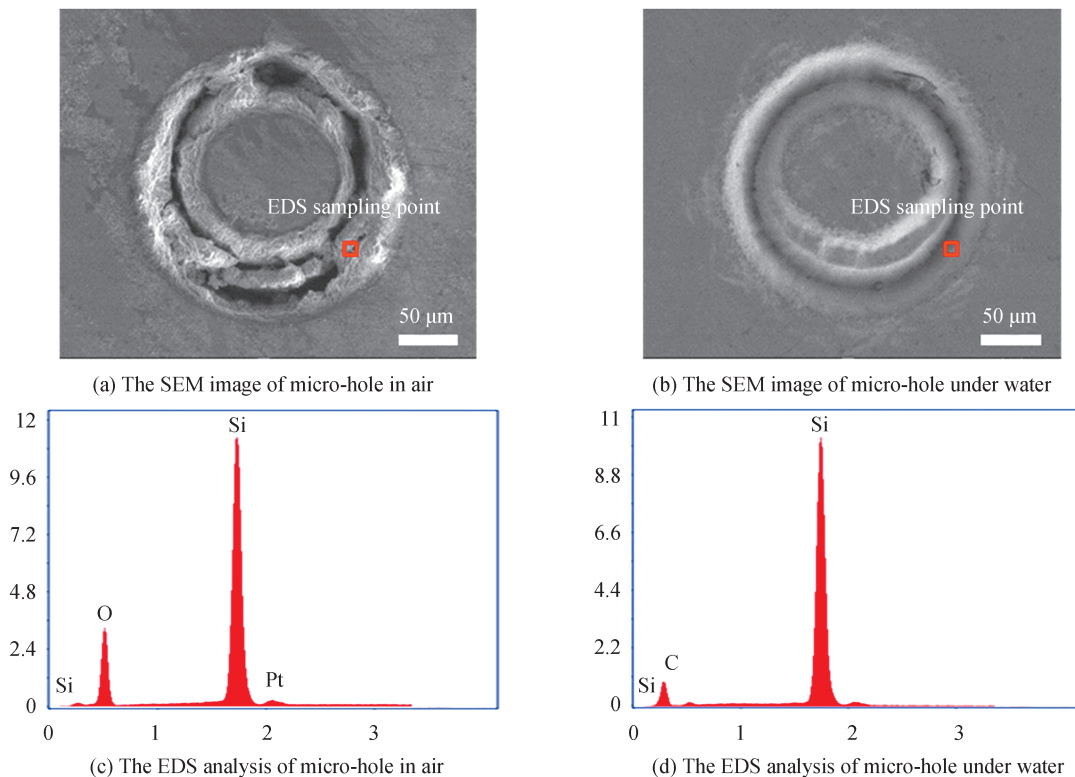 EDS sampling point
50 μm
(a) The SEM image of micro-hole in air
EDS sampling point
50 μm
(b) The SEM image of micro-hole under water
12
9.6
7.2
4.8
2.4
0
Si
O
Si
Pt
0 1 2 3
(c) The EDS analysis of micro-hole in air
11
8.8
6.6
4.4
2.2
0
Si
C
Si
0 1 2 3
(d) The EDS analysis of micro-hole under water